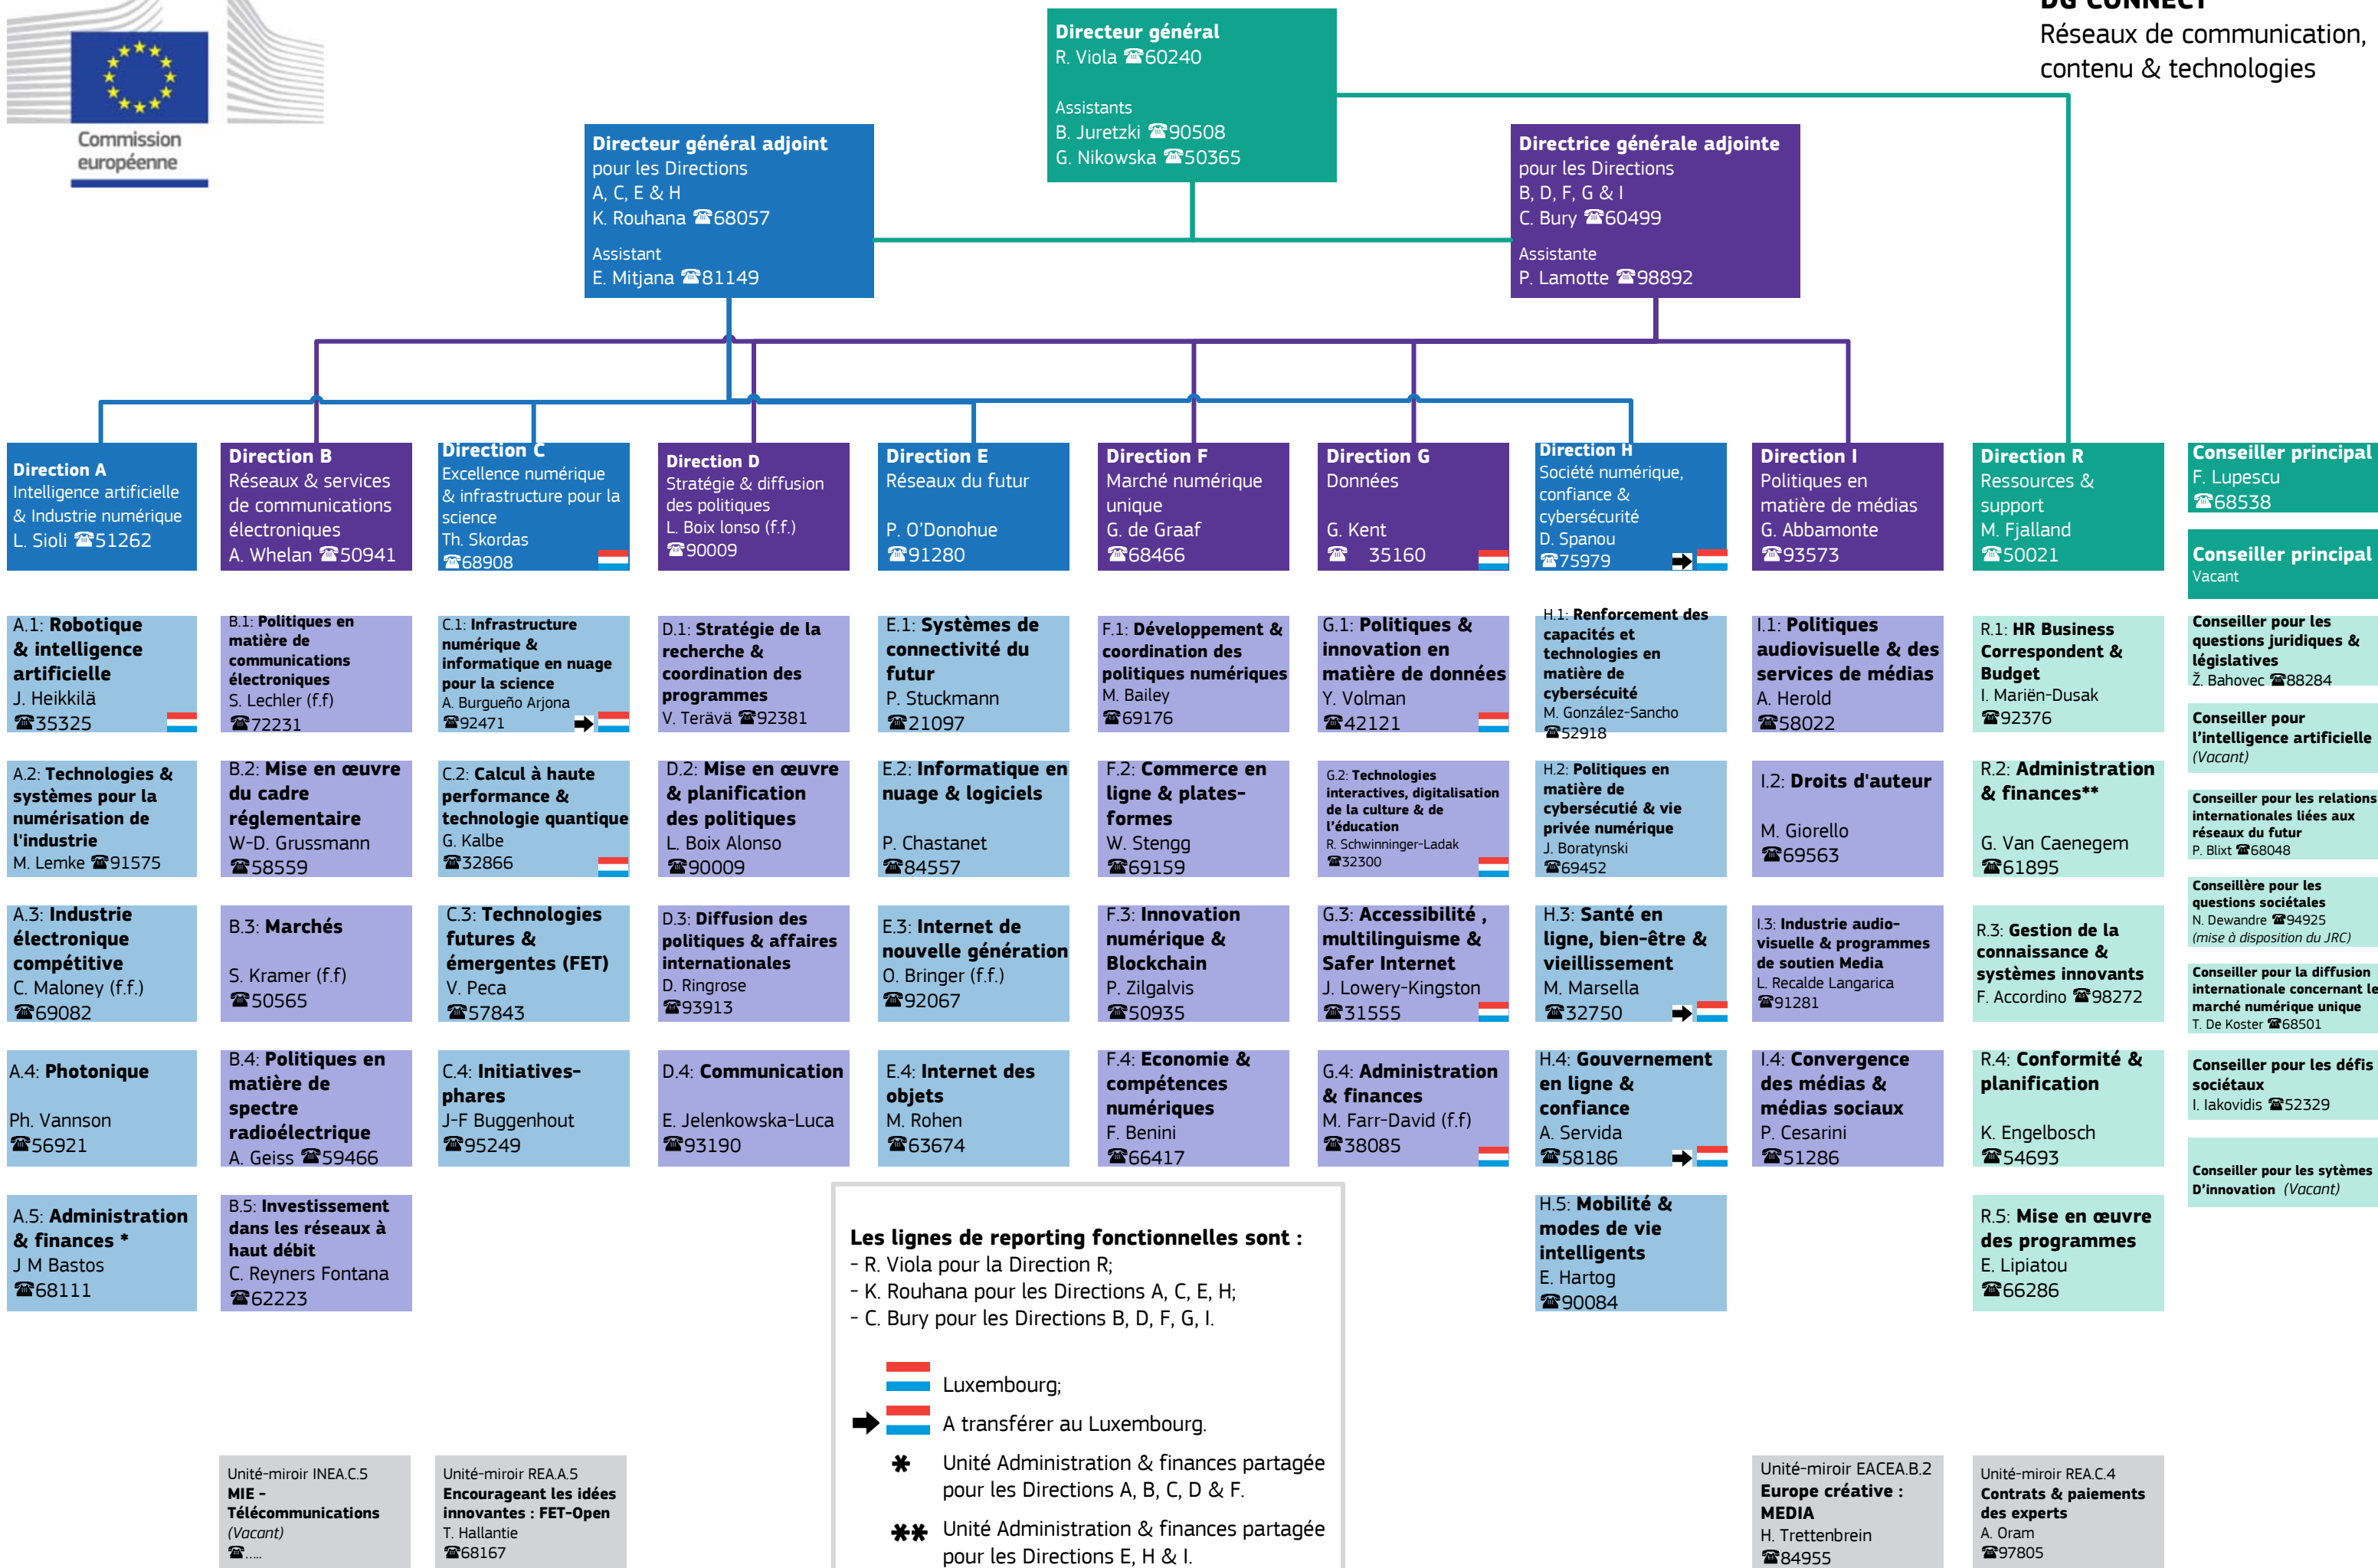 DG CONNECT
Réseaux de communication,
contenu & technologies
Commission
européenne
Directeur général
R. Viola ☎60240
Assistants
B. Juretzki ☎90508
G. Nikowska ☎50365
Directeur général adjoint
pour les Directions
A, C, E & H
K. Rouhana ☎68057
Assistant
E. Mitjana ☎81149
Directrice générale adjointe
pour les Directions
B, D, F, G & I
C. Bury ☎60499
Assistante
P. Lamotte ☎98892
Direction A
Intelligence artificielle
& Industrie numérique
L. Sioli ☎51262
Direction B
Réseaux & services
de communications
électroniques
A. Whelan ☎50941
Direction C
Excellence numérique
& infrastructure pour la
science
Th. Skordas
☎68908
Direction D
Stratégie & diffusion
des politiques
L. Boix lonso (f.f.)
☎90009
Direction E
Réseaux du futur
P. O'Donohue
☎91280
Direction F
Marché numérique
unique
G. de Graaf
☎68466
Direction G
Données
G. Kent
☎ 35160
Direction H
Société numérique,
confiance &
cybersécurité
D. Spanou
☎75979
Direction I
Politiques en
matière de médias
G. Abbamonte
☎93573
Direction R
Ressources &
support
M. Fjalland
☎50021
Conseiller principal
F. Lupescu
☎68538
Conseiller principal
Vacant
A.1: Robotique
& intelligence
artificielle
J. Heikkilä
☎35325
B.1: Politiques en
matière de
communications
électroniques
S. Lechler (f.f)
☎72231
C.1: Infrastructure
numérique &
informatique en nuage
pour la science
A. Burgueño Arjona
☎92471
D.1: Stratégie de la
recherche &
coordination des
programmes
V. Terävä ☎92381
E.1: Systèmes de
connectivité du
futur
P. Stuckmann
☎21097
F.1: Développement &
coordination des
politiques numériques
M. Bailey
☎69176
G.1: Politiques &
innovation en
matière de données
Y. Volman
☎42121
H.1: Renforcement des
capacités et
technologies en
matière de
cybersécuité
M. González-Sancho
☎52918
I.1: Politiques
audiovisuelle & des
services de médias
A. Herold
☎58022
R.1: HR Business
Correspondent &
Budget
I. Mariën-Dusak
☎92376
Conseiller pour les
questions juridiques &
législatives
Ž. Bahovec ☎88284
Conseiller pour
l'intelligence artificielle
(Vacant)
A.2: Technologies &
systèmes pour la
numérisation de
l'industrie
M. Lemke ☎91575
B.2: Mise en œuvre
du cadre
réglementaire
W-D. Grussmann
☎58559
C.2: Calcul à haute
performance &
technologie quantique
G. Kalbe
☎32866
D.2: Mise en œuvre
& planification
des politiques
L. Boix Alonso
☎90009
E.2: Informatique en
nuage & logiciels
P. Chastanet
☎84557
F.2: Commerce en
ligne & plates-
formes
W. Stengg
☎69159
G.2: Technologies
interactives, digitalisation
de la culture & de
l'éducation
R. Schwinninger-Ladak
☎32300
H.2: Politiques en
matière de
cybersécutié & vie
privée numérique
J. Boratynski
☎69452
I.2: Droits d'auteur
M. Giorello
☎69563
R.2: Administration
& finances**
G. Van Caenegem
☎61895
Conseiller pour les relations
internationales liées aux
réseaux du futur
P. Blixt ☎68048
Conseillère pour les
questions sociétales
N. Dewandre ☎94925
(mise à disposition du JRC)
A.3: Industrie
électronique
compétitive
C. Maloney (f.f.)
☎69082
B.3: Marchés
S. Kramer (f.f)
☎50565
C.3: Technologies
futures &
émergentes (FET)
V. Peca
☎57843
D.3: Diffusion des
politiques & affaires
internationales
D. Ringrose
☎93913
E.3: Internet de
nouvelle génération
O. Bringer (f.f.)
☎92067
F.3: Innovation
numérique &
Blockchain
P. Zilgalvis
☎50935
G.3: Accessibilité ,
multilinguisme &
Safer Internet
J. Lowery-Kingston
☎31555
H.3: Santé en
ligne, bien-être &
vieillissement
M. Marsella
☎32750
I.3: Industrie audio-
visuelle & programmes
de soutien Media
L. Recalde Langarica
☎91281
R.3: Gestion de la
connaissance &
systèmes innovants
F. Accordino ☎98272
Conseiller pour la diffusion
internationale concernant le
marché numérique unique
T. De Koster ☎68501
A.4: Photonique
Ph. Vannson
☎56921
B.4: Politiques en
matière de
spectre
radioélectrique
A. Geiss ☎59466
C.4: Initiatives-
phares
J-F Buggenhout
☎95249
D.4: Communication
E. Jelenkowska-Luca
☎93190
E.4: Internet des
objets
M. Rohen
☎63674
F.4: Economie &
compétences
numériques
F. Benini
☎66417
G.4: Administration
& finances
M. Farr-David (f.f)
☎38085
H.4: Gouvernement
en ligne &
confiance
A. Servida
☎58186
I.4: Convergence
des médias &
médias sociaux
P. Cesarini
☎51286
R.4: Conformité &
planification
K. Engelbosch
☎54693
Conseiller pour les défis
sociétaux
I. Iakovidis ☎52329
Conseiller pour les sytèmes
D'innovation (Vacant)
A.5: Administration
& finances *
J M Bastos
☎68111
B.5: Investissement
dans les réseaux à
haut débit
C. Reyners Fontana
☎62223
H.5: Mobilité &
modes de vie
intelligents
E. Hartog
☎90084
R.5: Mise en œuvre
des programmes
E. Lipiatou
☎66286
Les lignes de reporting fonctionnelles sont :
- R. Viola pour la Direction R;
- K. Rouhana pour les Directions A, C, E, H;
- C. Bury pour les Directions B, D, F, G, I.
Luxembourg;
A transférer au Luxembourg.
* Unité Administration & finances partagée
pour les Directions A, B, C, D & F.
** Unité Administration & finances partagée
pour les Directions E, H & I.
Unité-miroir INEA.C.5
MIE -
Télécommunications
(Vacant)
☎.....
Unité-miroir REA.A.5
Encourageant les idées
innovantes : FET-Open
T. Hallantie
☎68167
Unité-miroir EACEA.B.2
Europe créative :
MEDIA
H. Trettenbrein
☎84955
Unité-miroir REA.C.4
Contrats & paiements
des experts
A. Oram
☎97805